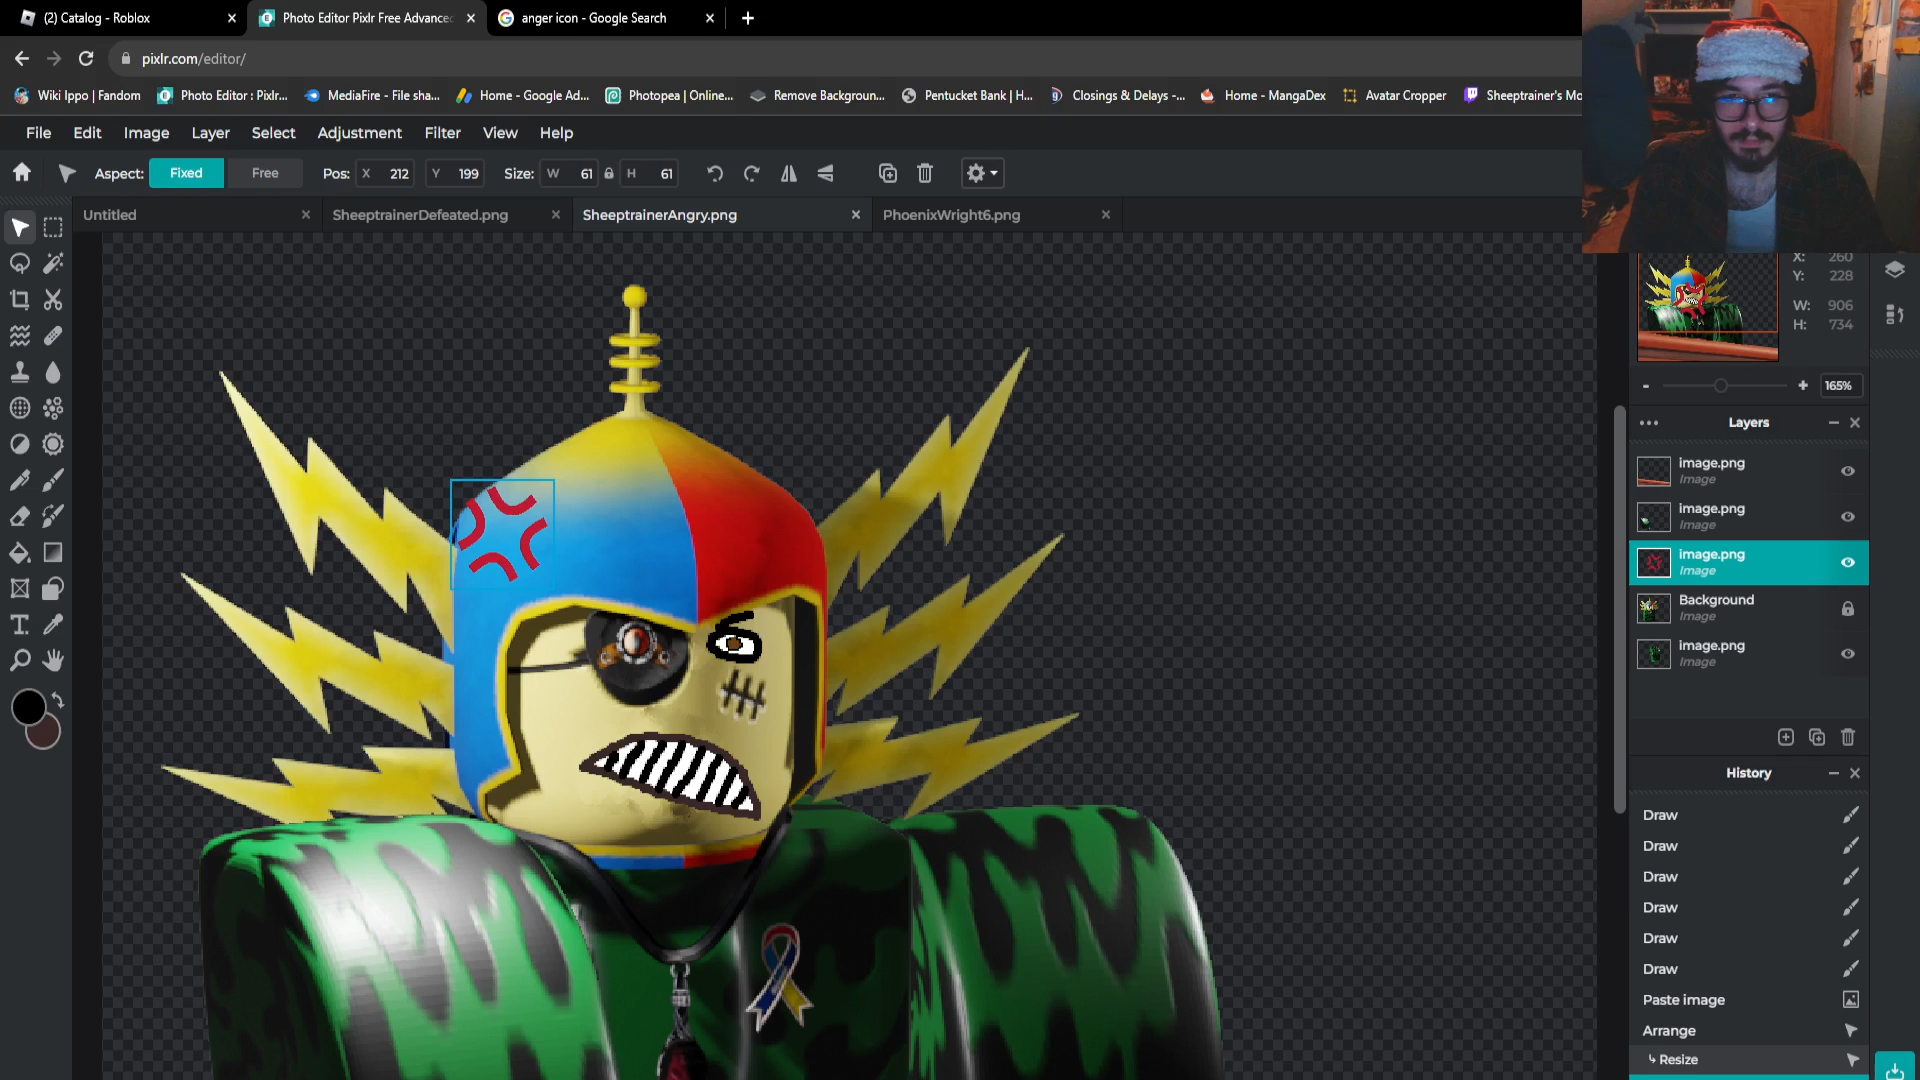 (2) Catalog - Roblox
Photo Editor Pixlr Free Advance
anger icon - Google Search
pixlr.com/editor/
Wiki Ippo | Fandom
Photo Editor : Pixlr...
MediaFire - File sha...
Home - Google Ad...
Photopea | Online...
Remove Backgroun...
Pentucket Bank | H...
Closings & Delays -...
Home - MangaDex
Avatar Cropper
Sheeptrainer's Mo
File Edit Image Layer Select Adjustment Filter View Help
Aspect: Fixed Free Pos: X 212 Y 199 Size: W 61 H 61
Untitled
SheeptrainerDefeated.png
SheeptrainerAngry.png
PhoenixWright6.png
X: 260
Y: 228
W: 906
H: 734
165%
Layers
image.png
Image
image.png
Image
image.png
Image
Background
Image
image.png
Image
History
Draw
Draw
Draw
Draw
Draw
Draw
Paste image
Arrange
Resize